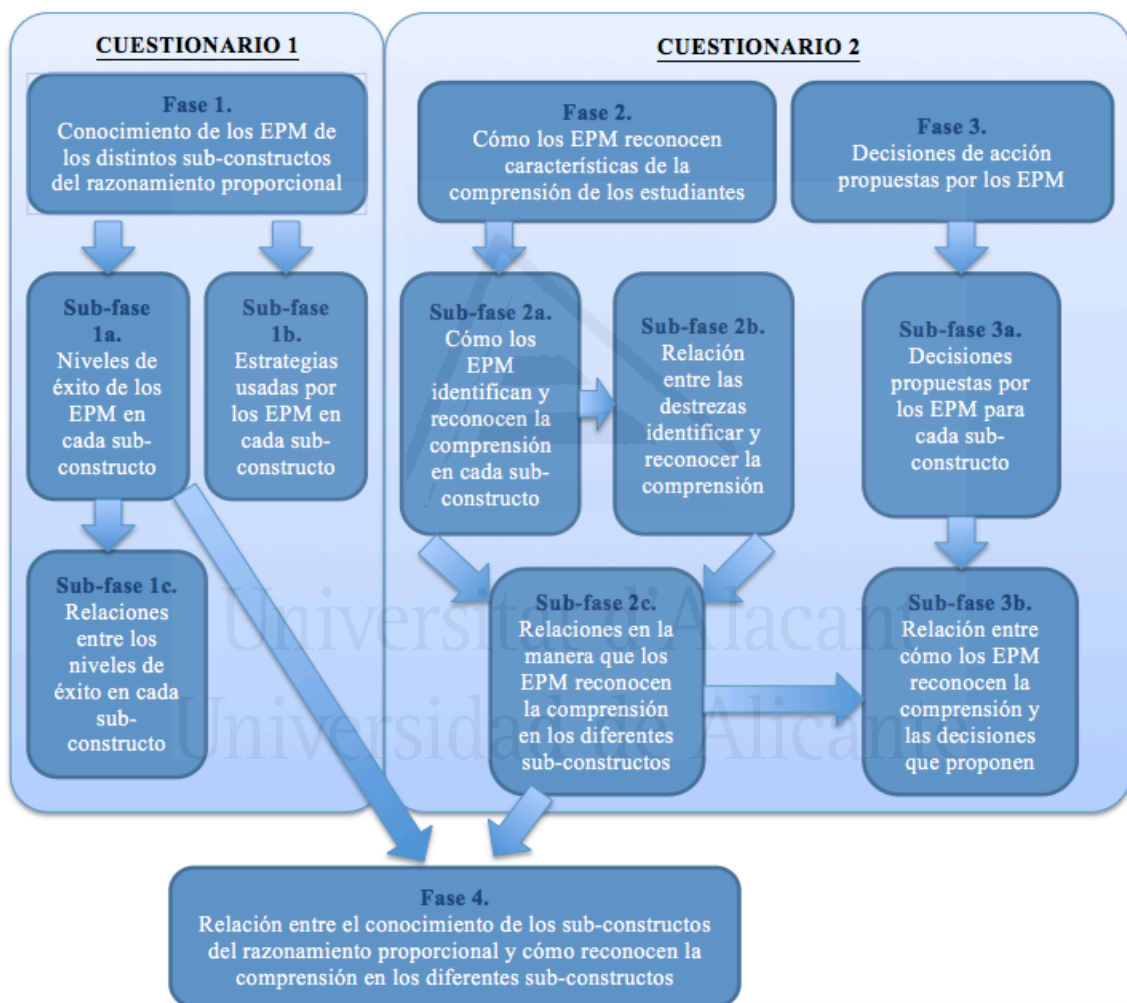 CUESTIONARIO 1
Fase 1.
Conocimiento de los EPM de
los distintos sub-constructos
del razonamiento proporcional
Sub-fase
1a.
Niveles de
éxito de los
EPM en
cada sub-
constructo
Sub-fase
1b.
Estrategias
usadas por
los EPM en
cada sub-
constructo
Sub-fase 1c.
Relaciones
entre los
niveles de
éxito en cada
sub-
constructo
CUESTIONARIO 2
Fase 2.
Cómo los EPM reconocen
características de la
comprensión de los estudiantes
Sub-fase 2a.
Cómo los
EPM
identifican y
reconocen la
comprensión
en cada sub-
constructo
Sub-fase 2b.
Relación
entre las
destrezas
identificar y
reconocer la
comprensión
Sub-fase 2c.
Relaciones en la
manera que los
EPM reconocen
la comprensión
en los diferentes
sub-constructos
Fase 3.
Decisiones de acción
propuestas por los EPM
Sub-fase 3a.
Decisiones
propuestas por
los EPM para
cada sub-
constructo
Sub-fase 3b.
Relación entre
cómo los EPM
reconocen la
comprensión y
las decisiones
que proponen
Fase 4.
Relación entre el conocimiento de los sub-constructos
del razonamiento proporcional y cómo reconocen la
comprensión en los diferentes sub-constructos
Universitat d'Alacant
Universidad de Alicante